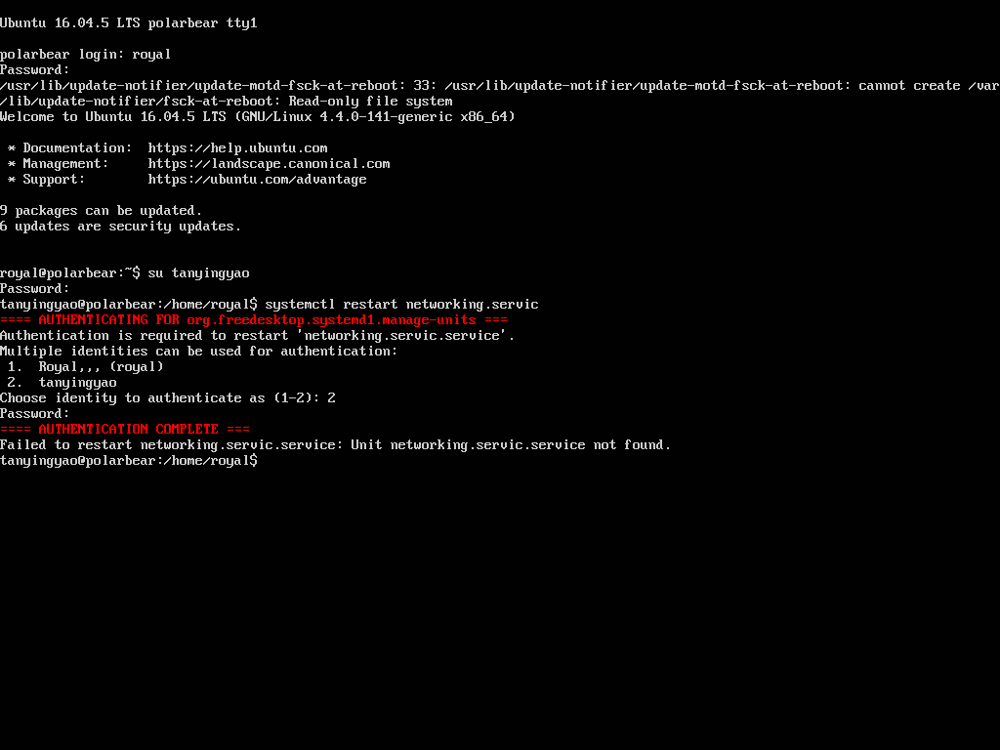 Ubuntu 16.04.5 LTS polarbear tty1
polarbear login: royal
Password:
/usr/lib/update-notifier/update-motd-fsck-at-reboot: 33: /usr/lib/update-notifier/update-motd-fsck-at-reboot: cannot create /var
/lib/update-notifier/fsck-at-reboot: Read-only file system
Welcome to Ubuntu 16.04.5 LTS (GNU/Linux 4.4.0-141-generic x86_64)
 * Documentation:  https://help.ubuntu.com
 * Management:     https://landscape.canonical.com
 * Support:        https://ubuntu.com/advantage
9 packages can be updated.
6 updates are security updates.
royal@polarbear:~$ su tanyingyao
Password:
tanyingyao@polarbear:/home/royal$ systemctl restart networking.servic
==== AUTHENTICATING FOR org.freedesktop.systemd1.manage-units ===
Authentication is required to restart 'networking.servic.service'.
Multiple identities can be used for authentication:
 1.  Royal,,, (royal)
 2.  tanyingyao
Choose identity to authenticate as (1-2): 2
Password:
==== AUTHENTICATION COMPLETE ===
Failed to restart networking.servic.service: Unit networking.servic.service not found.
tanyingyao@polarbear:/home/royal$